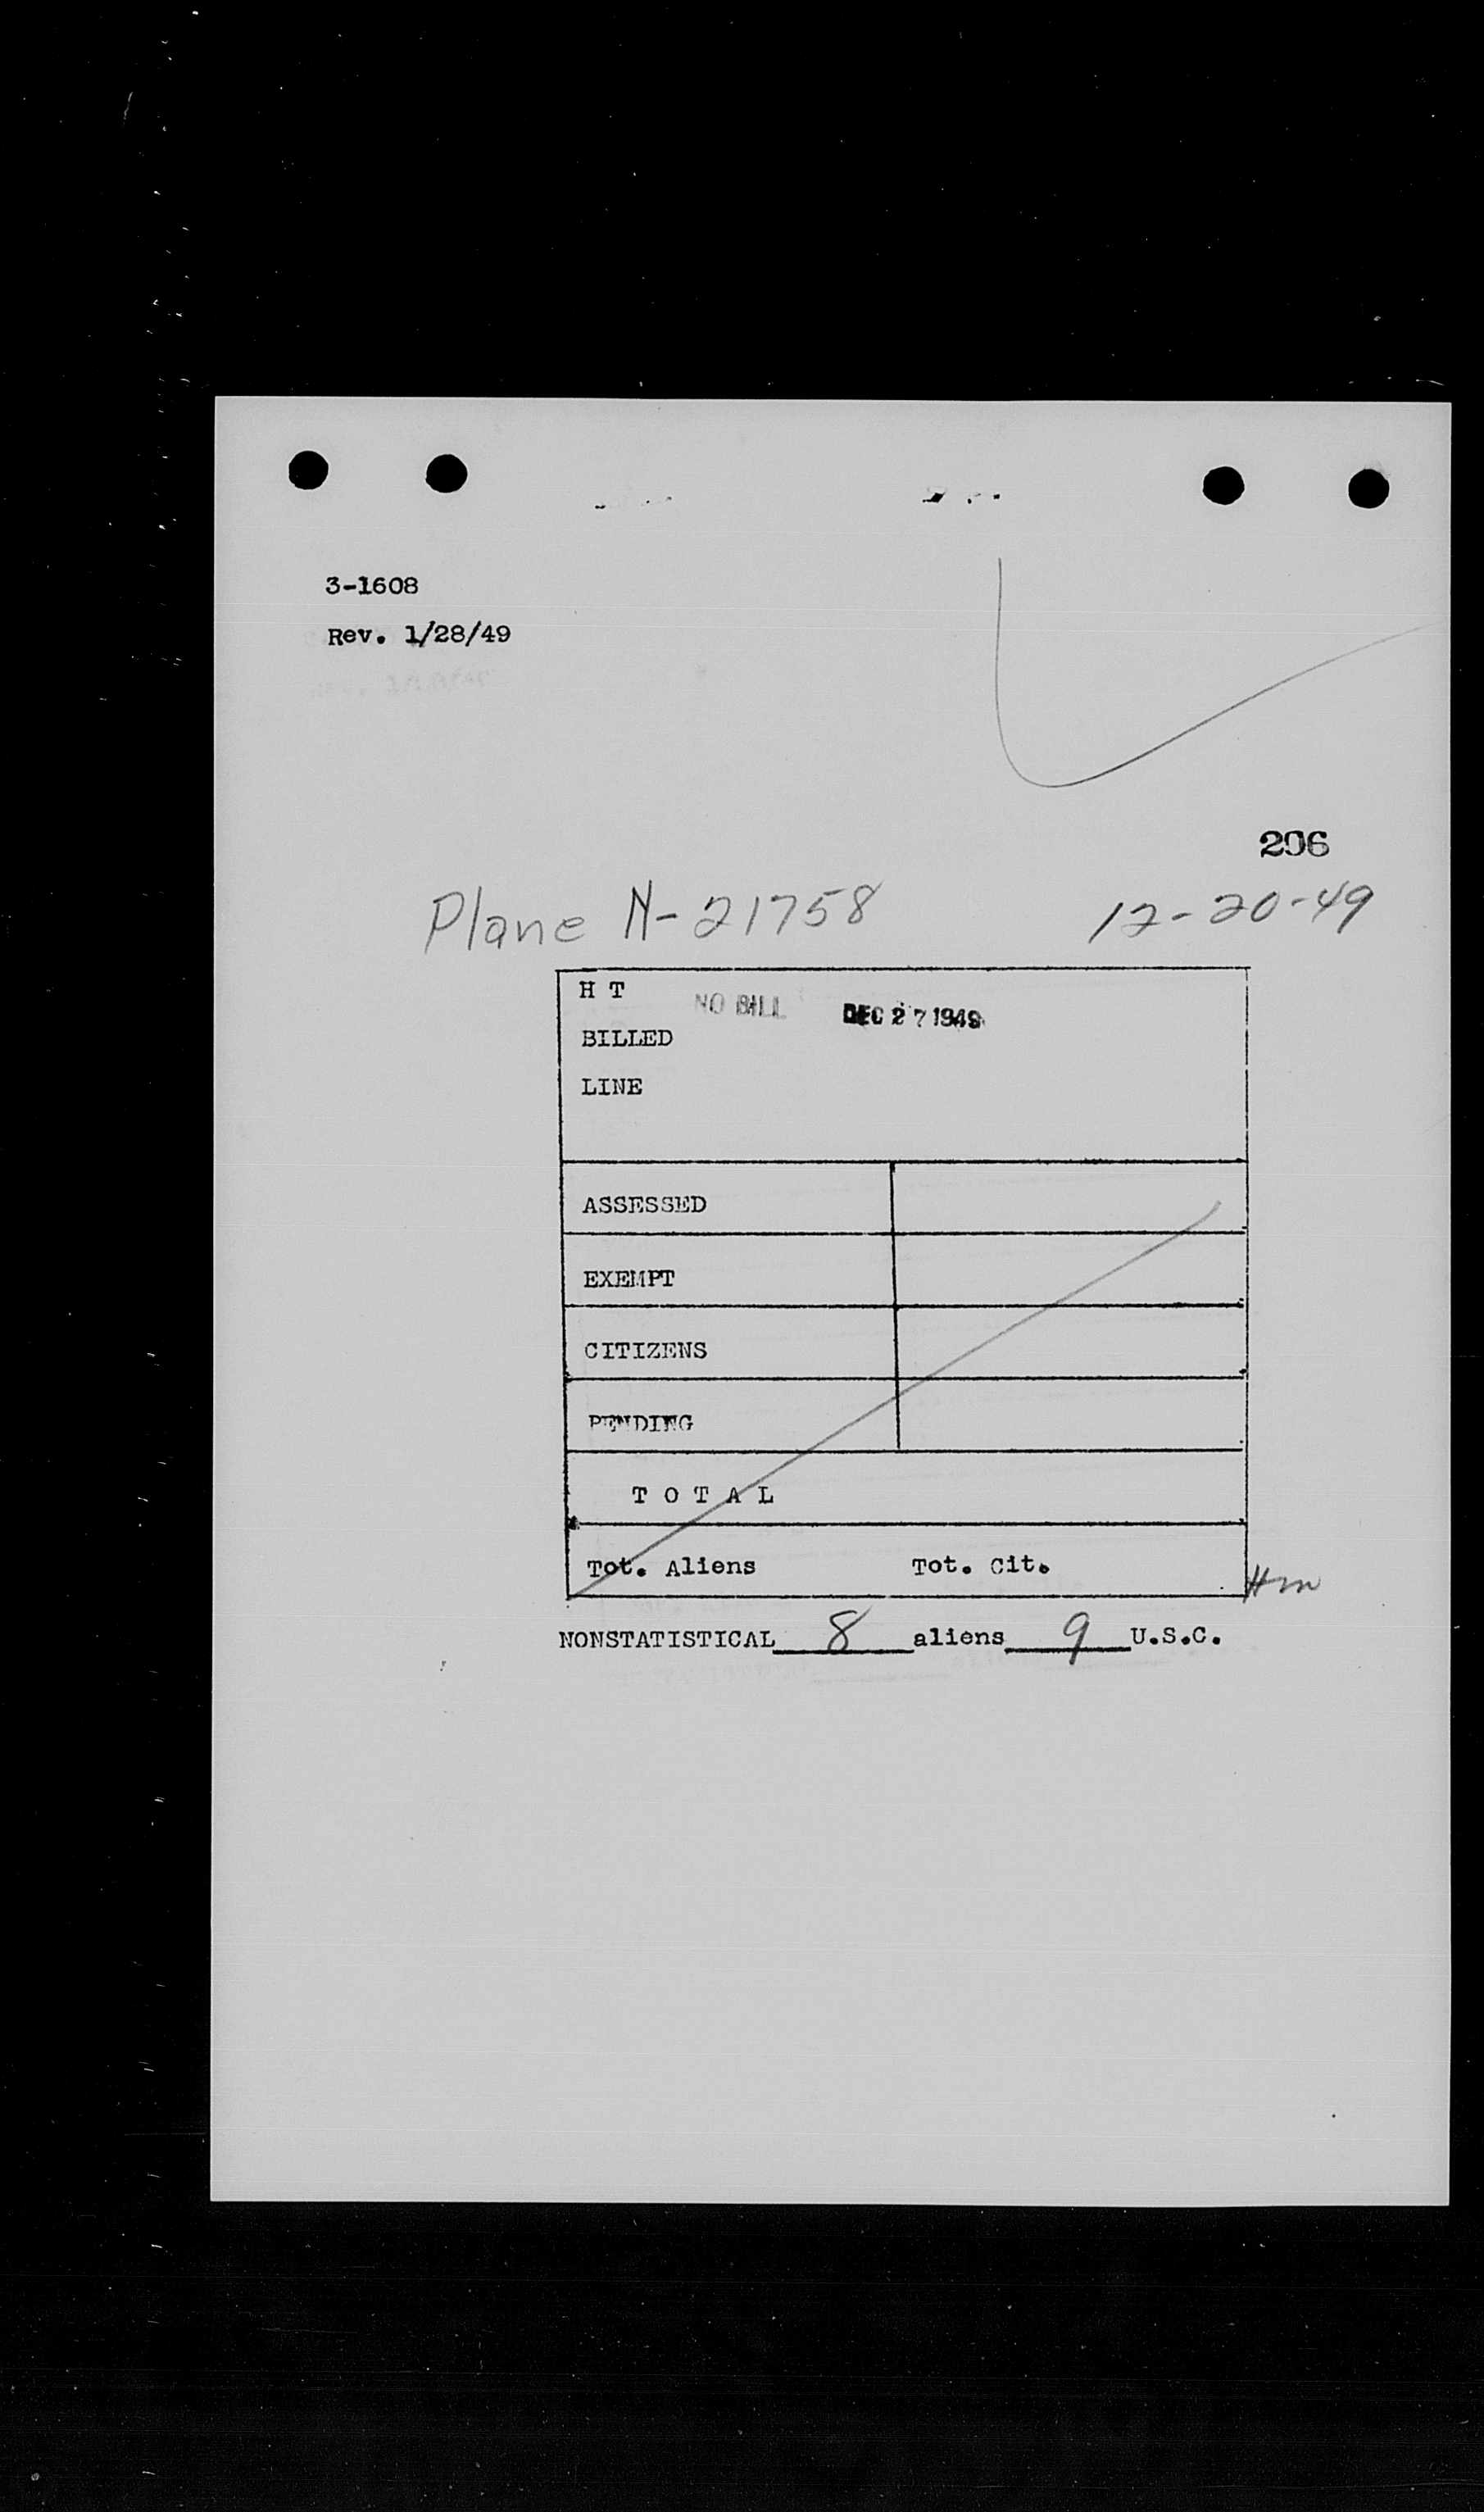 3-1608
Rev. 1/28/49
206
Plane N-21758 12-20-49
H T
NO BILL DEC 27 1949
BILLED
LINE
ASSESSED
EXEMPT
CITIZENS
PENDING
T O T A L
Tot. Aliens Tot. Cit.
Hm
NONSTATISTICAL 8 aliens 9 U.S.C.